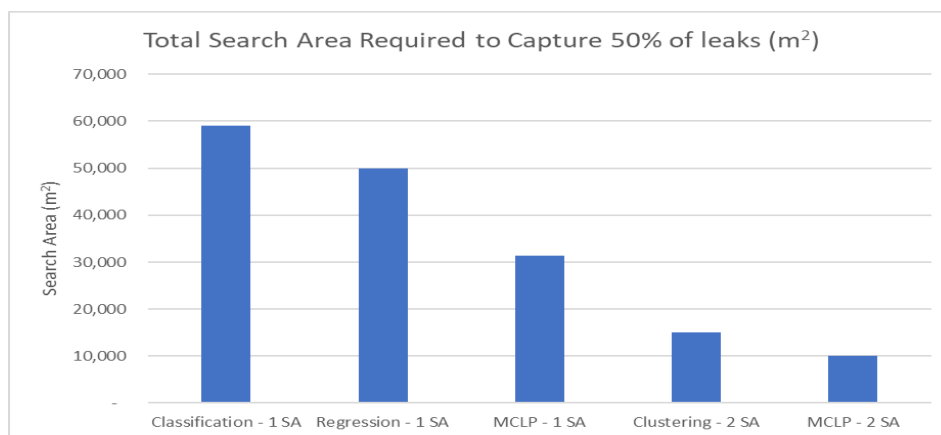 Total Search Area Required to Capture 50% of leaks (m²)
Search Area (m²)
70,000
60,000
50,000
40,000
30,000
20,000
10,000
-
Classification - 1 SA Regression - 1 SA MCLP - 1 SA Clustering - 2 SA MCLP - 2 SA